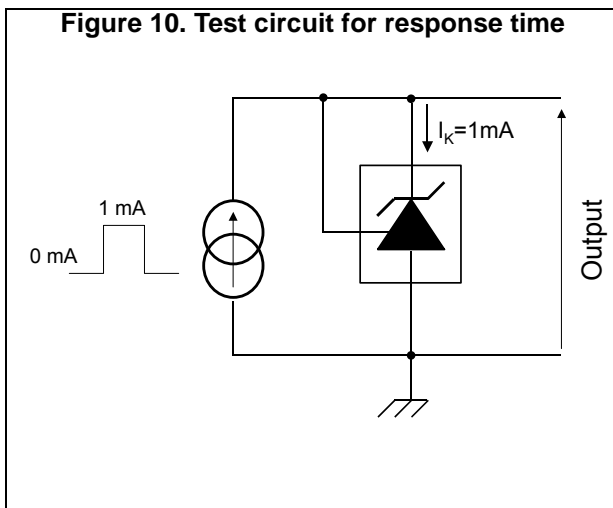 Figure 10. Test circuit for response time
I_K=1mA
1 mA
0 mA
Output